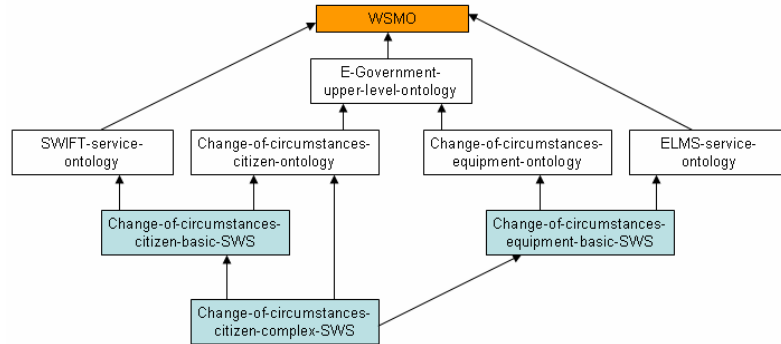 WSMO
E-Government-
upper-level-ontology
SWIFT-service-
ontology
Change-of-circumstances-
citizen-ontology
Change-of-circumstances-
equipment-ontology
ELMS-service-
ontology
Change-of-circumstances-
citizen-basic-SWS
Change-of-circumstances-
equipment-basic-SWS
Change-of-circumstances-
citizen-complex-SWS